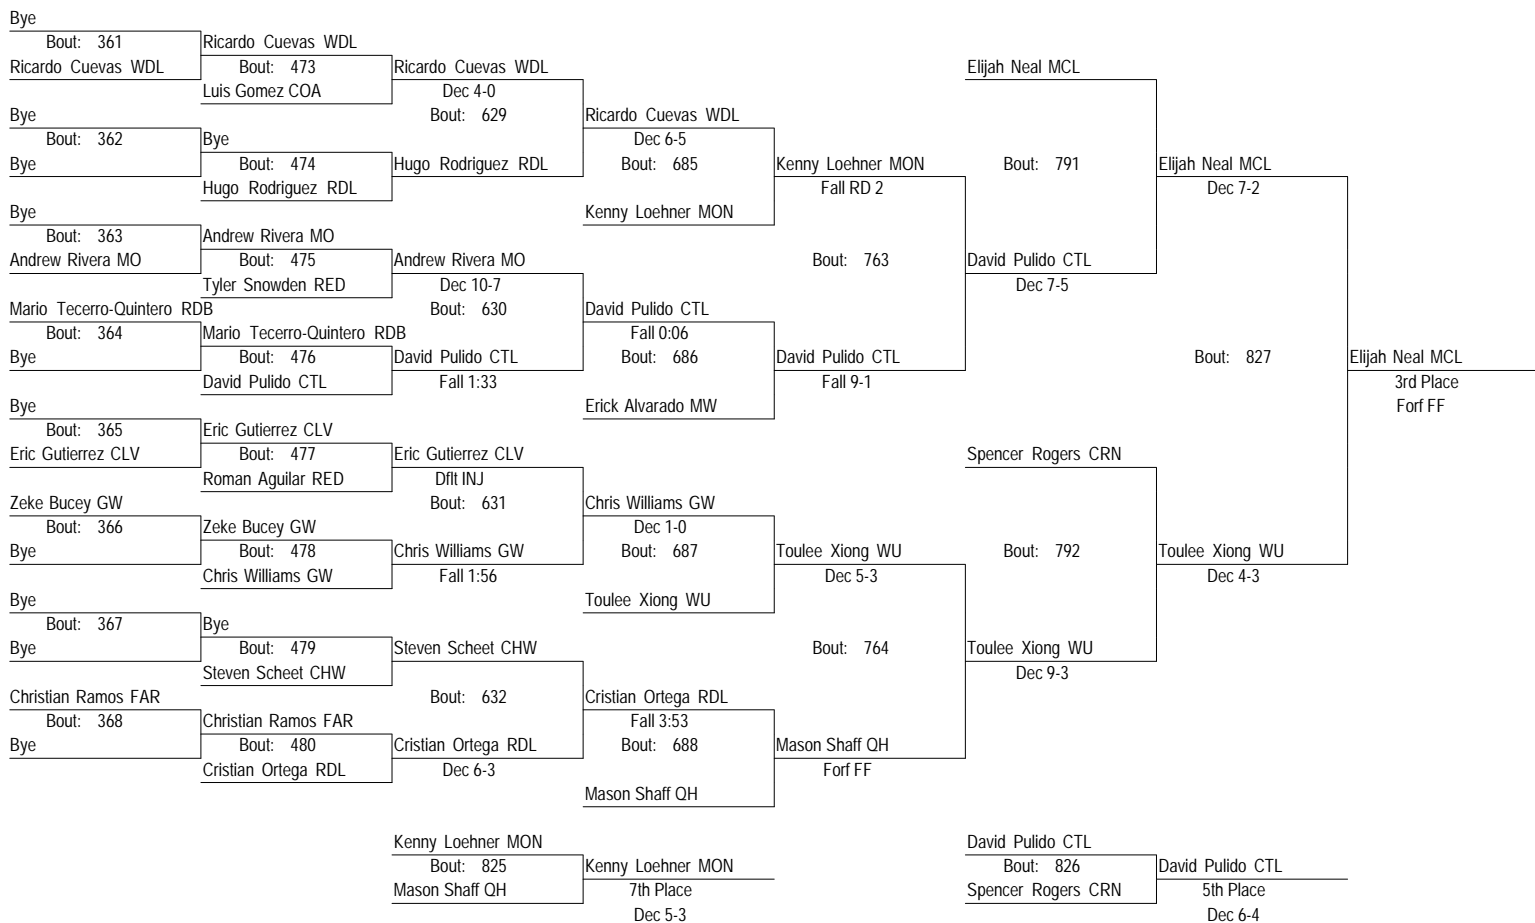 Bye
Bout: 361
Ricardo Cuevas WDL
Ricardo Cuevas WDL
Bout: 473
Luis Gomez COA
Ricardo Cuevas WDL
Dec 4-0
Bout: 629
Bye
Bout: 362
Bye
Bye
Bout: 474
Hugo Rodriguez RDL
Hugo Rodriguez RDL
Ricardo Cuevas WDL
Dec 6-5
Bout: 685
Kenny Loehner MON
Kenny Loehner MON
Fall RD 2
Bout: 763
Bye
Bout: 363
Andrew Rivera MO
Andrew Rivera MO
Bout: 475
Tyler Snowden RED
Andrew Rivera MO
Dec 10-7
Bout: 630
Mario Tecerro-Quintero RDB
Bout: 364
Bye
Mario Tecerro-Quintero RDB
Bout: 476
David Pulido CTL
David Pulido CTL
Fall 1:33
David Pulido CTL
Fall 0:06
Bout: 686
Erick Alvarado MW
David Pulido CTL
Fall 9-1
Elijah Neal MCL
Bout: 791
David Pulido CTL
Dec 7-5
Elijah Neal MCL
Dec 7-2
Bout: 827
Elijah Neal MCL
3rd Place
Forf FF
Bye
Bout: 365
Eric Gutierrez CLV
Eric Gutierrez CLV
Bout: 477
Roman Aguilar RED
Eric Gutierrez CLV
Dflt INJ
Bout: 631
Zeke Bucey GW
Bout: 366
Bye
Zeke Bucey GW
Bout: 478
Chris Williams GW
Chris Williams GW
Fall 1:56
Chris Williams GW
Dec 1-0
Bout: 687
Toulee Xiong WU
Toulee Xiong WU
Dec 5-3
Bout: 764
Bye
Bout: 367
Bye
Bye
Bout: 479
Steven Scheet CHW
Steven Scheet CHW
Bout: 632
Christian Ramos FAR
Bout: 368
Bye
Christian Ramos FAR
Bout: 480
Cristian Ortega RDL
Cristian Ortega RDL
Dec 6-3
Cristian Ortega RDL
Fall 3:53
Bout: 688
Mason Shaff QH
Mason Shaff QH
Forf FF
Spencer Rogers CRN
Bout: 792
Toulee Xiong WU
Dec 9-3
Toulee Xiong WU
Dec 4-3
Kenny Loehner MON
Bout: 825
Mason Shaff QH
Kenny Loehner MON
7th Place
Dec 5-3
David Pulido CTL
Bout: 826
Spencer Rogers CRN
David Pulido CTL
5th Place
Dec 6-4